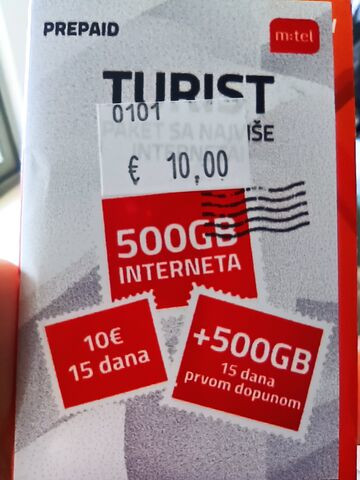 PREPAID
m:tel
TURIST
0101
PAKET SA NAJVIŠE
INTERNETA
€ 10,00
500GB
INTERNETA
10€
15 dana
+500GB
15 dana
prvom dopunom